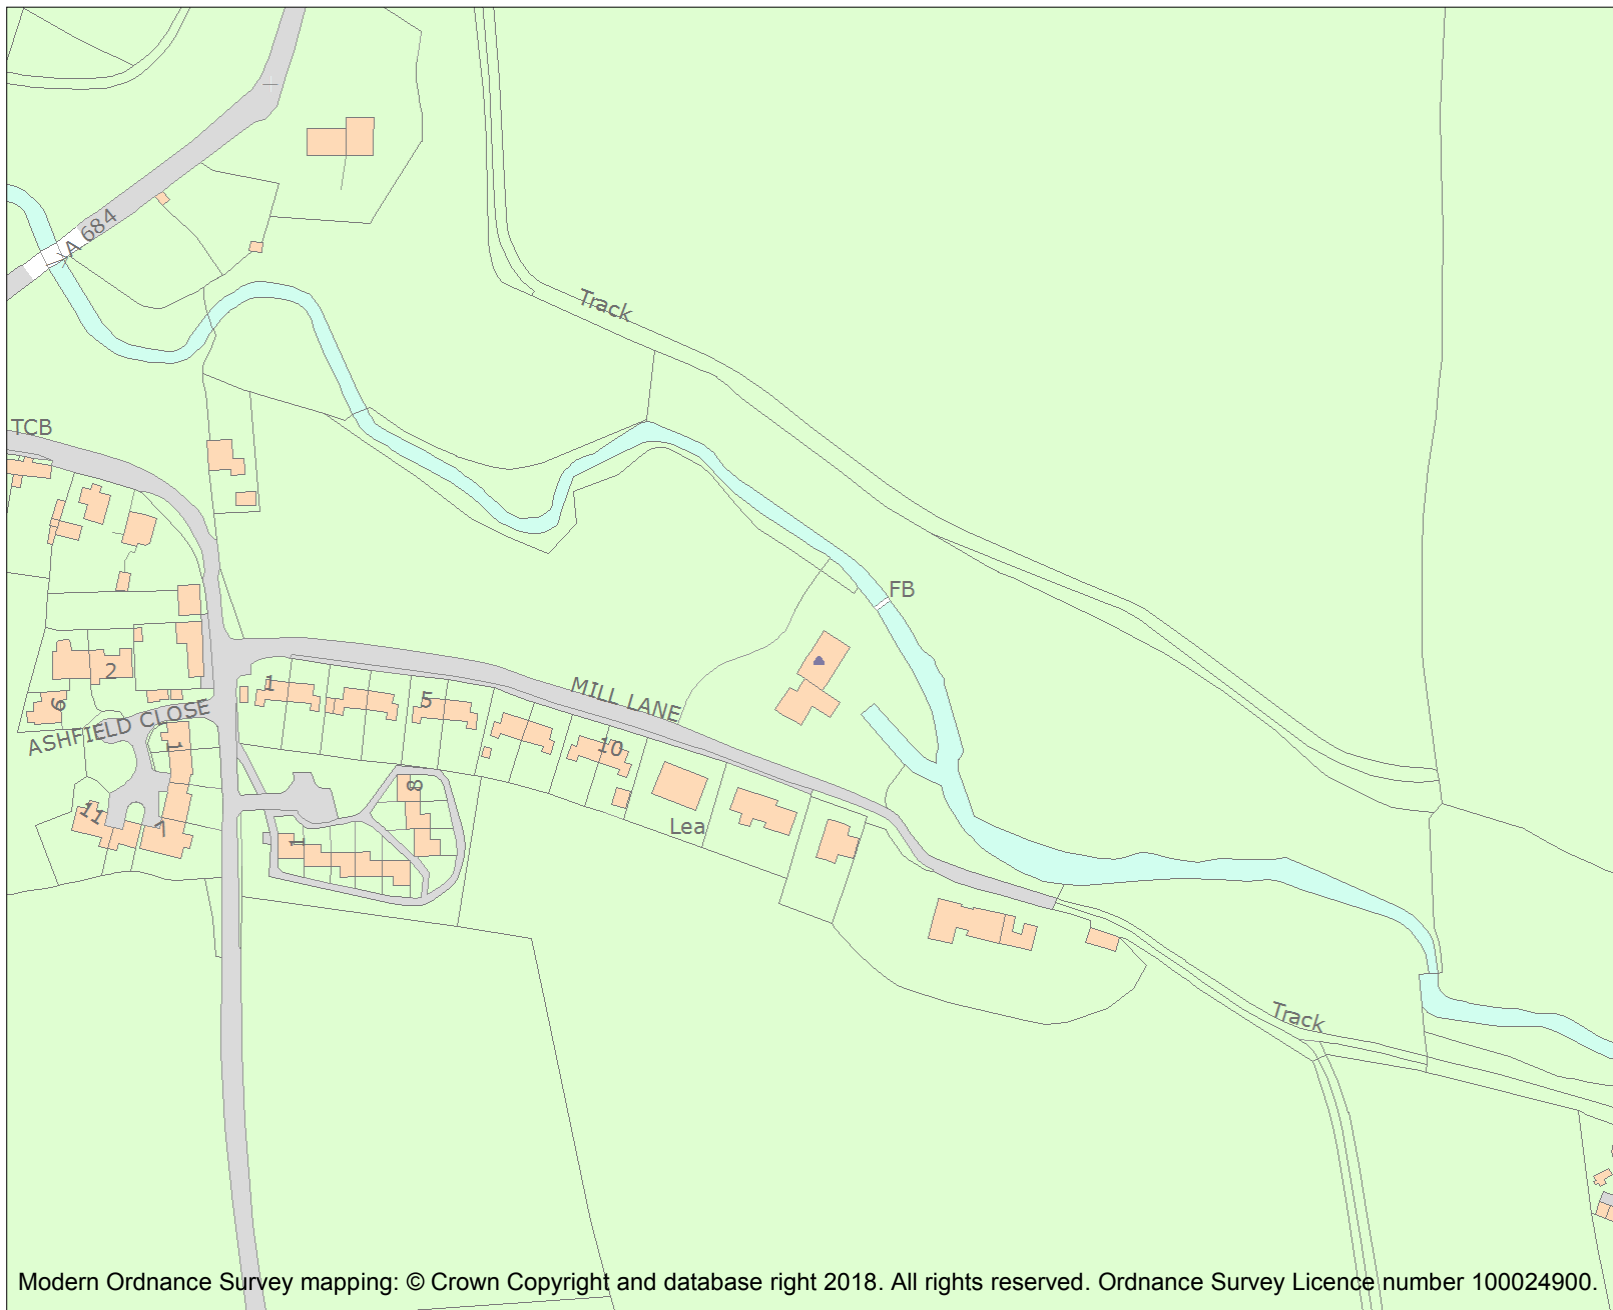 A 684
Track
TCB
FB
2
6
1
5
MILL LANE
ASHFIELD CLOSE
1
10
8
Lea
11
7
1
Track
Modern Ordnance Survey mapping: © Crown Copyright and database right 2018. All rights reserved. Ordnance Survey Licence number 100024900.